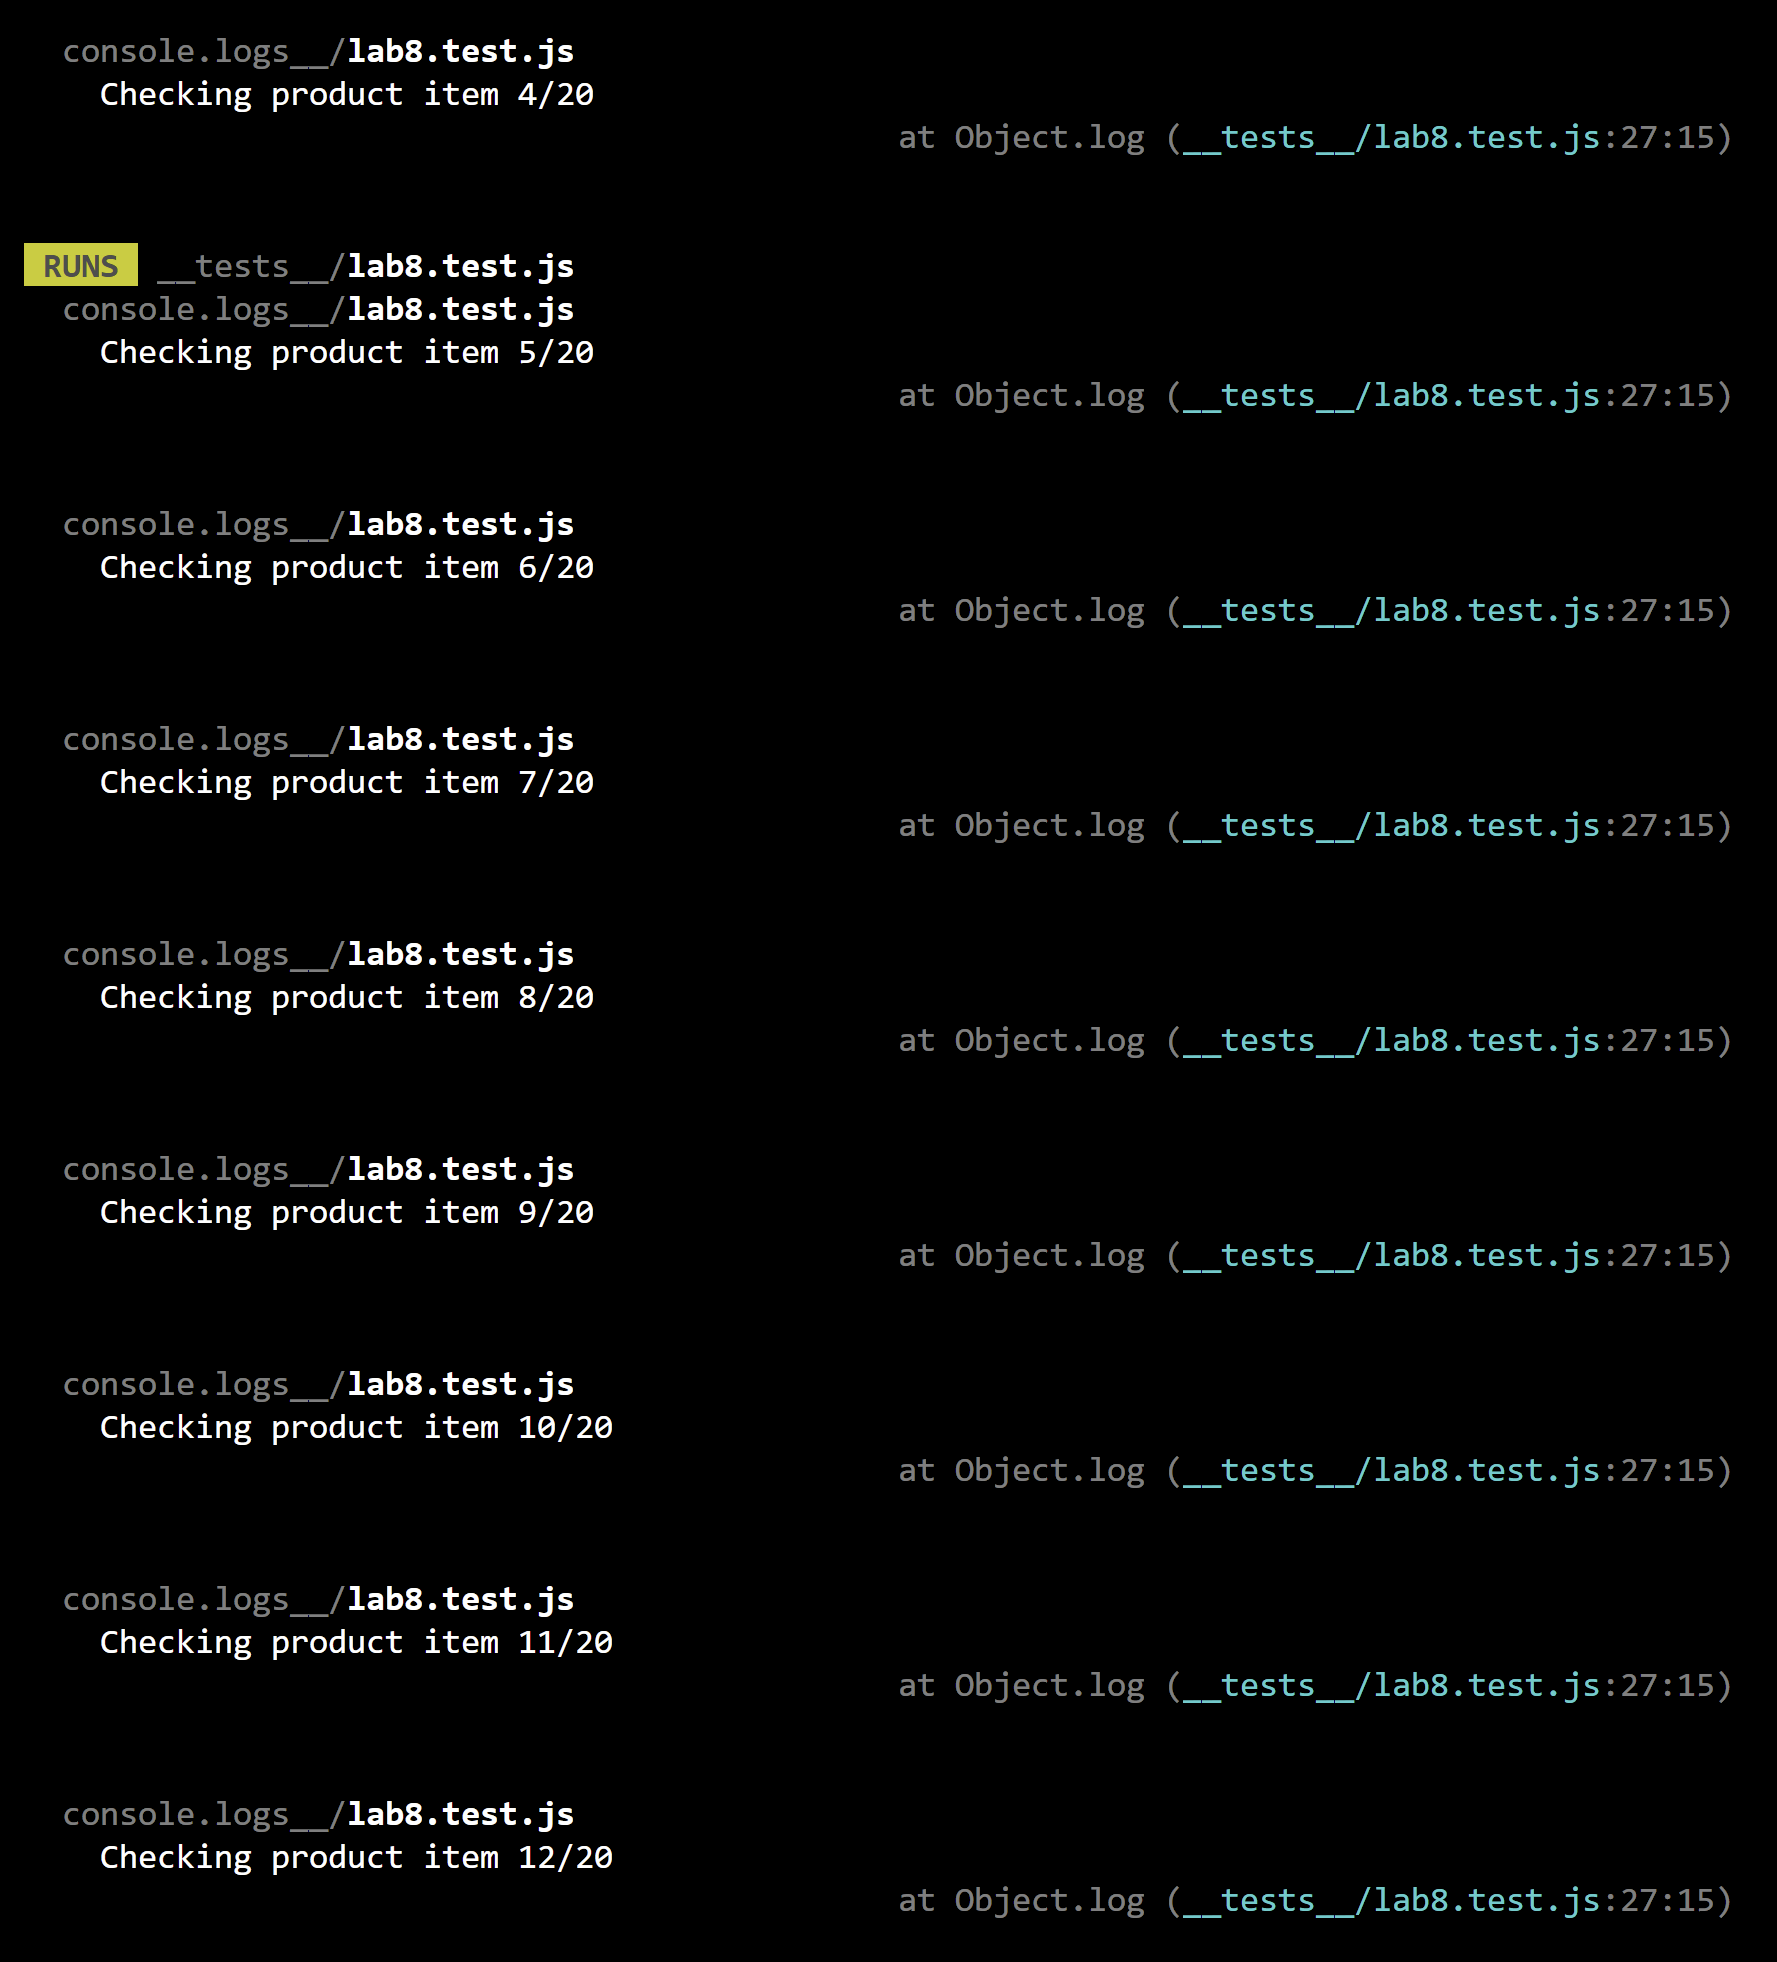 console.logs__/lab8.test.js
Checking product item 4/20
at Object.log (__tests__/lab8.test.js:27:15)
RUNS __tests__/lab8.test.js
console.logs__/lab8.test.js
Checking product item 5/20
at Object.log (__tests__/lab8.test.js:27:15)
console.logs__/lab8.test.js
Checking product item 6/20
at Object.log (__tests__/lab8.test.js:27:15)
console.logs__/lab8.test.js
Checking product item 7/20
at Object.log (__tests__/lab8.test.js:27:15)
console.logs__/lab8.test.js
Checking product item 8/20
at Object.log (__tests__/lab8.test.js:27:15)
console.logs__/lab8.test.js
Checking product item 9/20
at Object.log (__tests__/lab8.test.js:27:15)
console.logs__/lab8.test.js
Checking product item 10/20
at Object.log (__tests__/lab8.test.js:27:15)
console.logs__/lab8.test.js
Checking product item 11/20
at Object.log (__tests__/lab8.test.js:27:15)
console.logs__/lab8.test.js
Checking product item 12/20
at Object.log (__tests__/lab8.test.js:27:15)